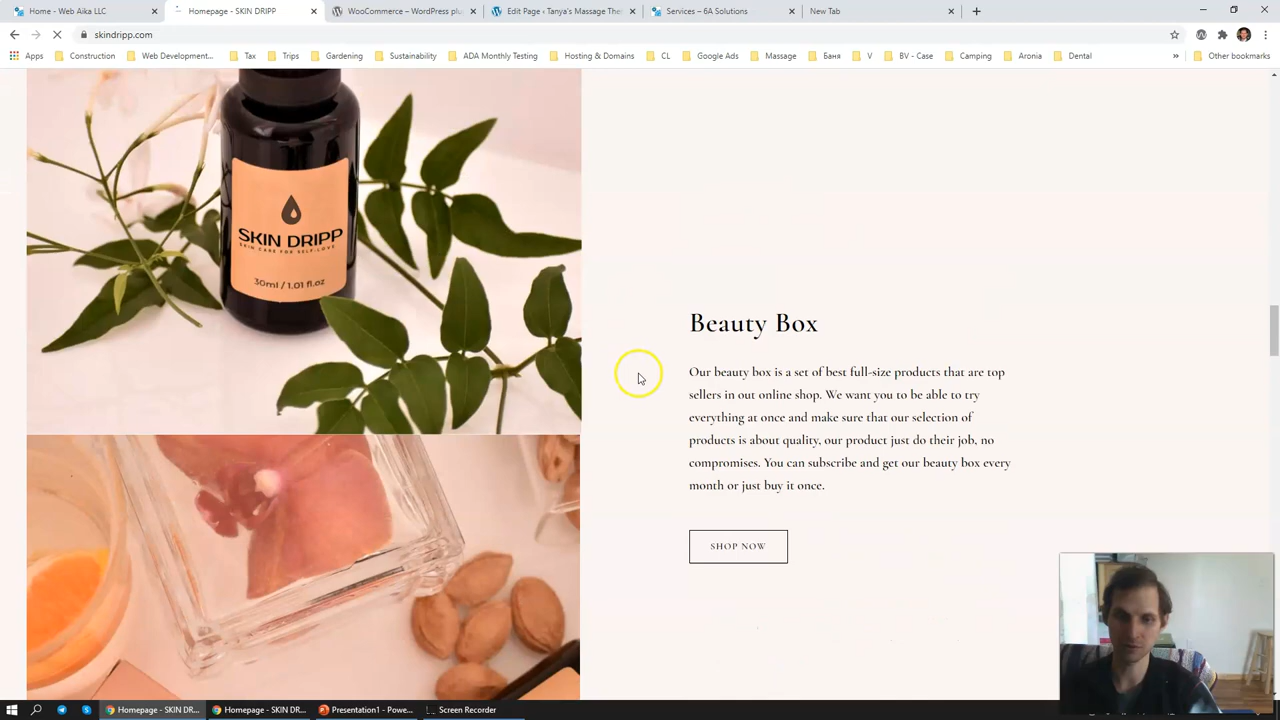 Home - Web Aika LLC
Homepage - SKIN DRIPP
WooCommerce – WordPress plu
Edit Page ‹ Tanya's Massage The
Services – 6A Solutions
New Tab
skindripp.com
Apps
Construction
Web Development...
Tax
Trips
Gardening
Sustainability
ADA Monthly Testing
Hosting & Domains
CL
Google Ads
Massage
Баня
V
BV - Case
Camping
Aronia
Dental
Other bookmarks
SKIN DRIPP
SKIN CARE FOR SELF-LOVE
30ml / 1.01 fl.oz
Beauty Box
Our beauty box is a set of best full-size products that are top
sellers in out online shop. We want you to be able to try
everything at once and make sure that our selection of
products is about quality, our product just do their job, no
compromises. You can subscribe and get our beauty box every
month or just buy it once.
SHOP NOW
Homepage - SKIN DR...
Homepage - SKIN DR...
Presentation1 - Powe...
Screen Recorder